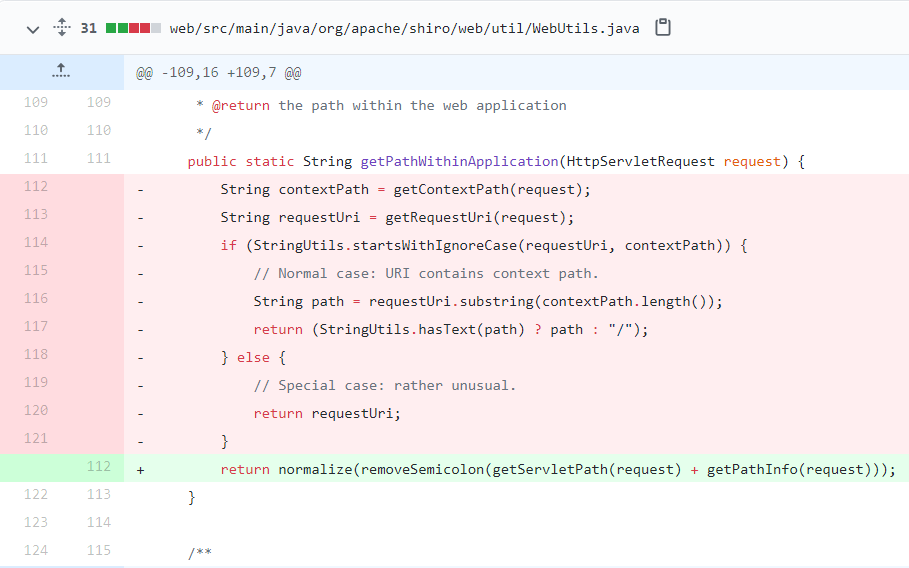 31 web/src/main/java/org/apache/shiro/web/util/WebUtils.java
@@ -109,16 +109,7 @@
109 109 * @return the path within the web application
110 110 */
111 111 public static String getPathWithinApplication(HttpServletRequest request) {
112 - String contextPath = getContextPath(request);
113 - String requestUri = getRequestUri(request);
114 - if (StringUtils.startsWithIgnoreCase(requestUri, contextPath)) {
115 - // Normal case: URI contains context path.
116 - String path = requestUri.substring(contextPath.length());
117 - return (StringUtils.hasText(path) ? path : "/");
118 - } else {
119 - // Special case: rather unusual.
120 - return requestUri;
121 - }
112 + return normalize(removeSemicolon(getServletPath(request) + getPathInfo(request)));
122 113 }
123 114
124 115 /**